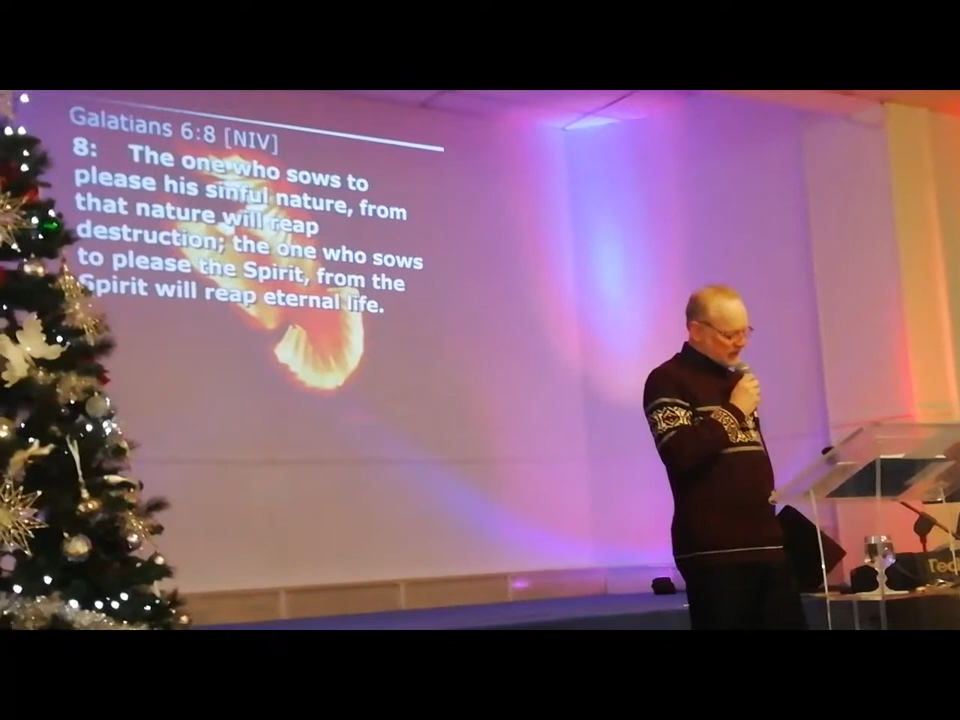 Galatians 6:8 [NIV]
8: The one who sows to
please his sinful nature, from
that nature will reap
destruction; the one who sows
to please the Spirit, from the
Spirit will reap eternal life.